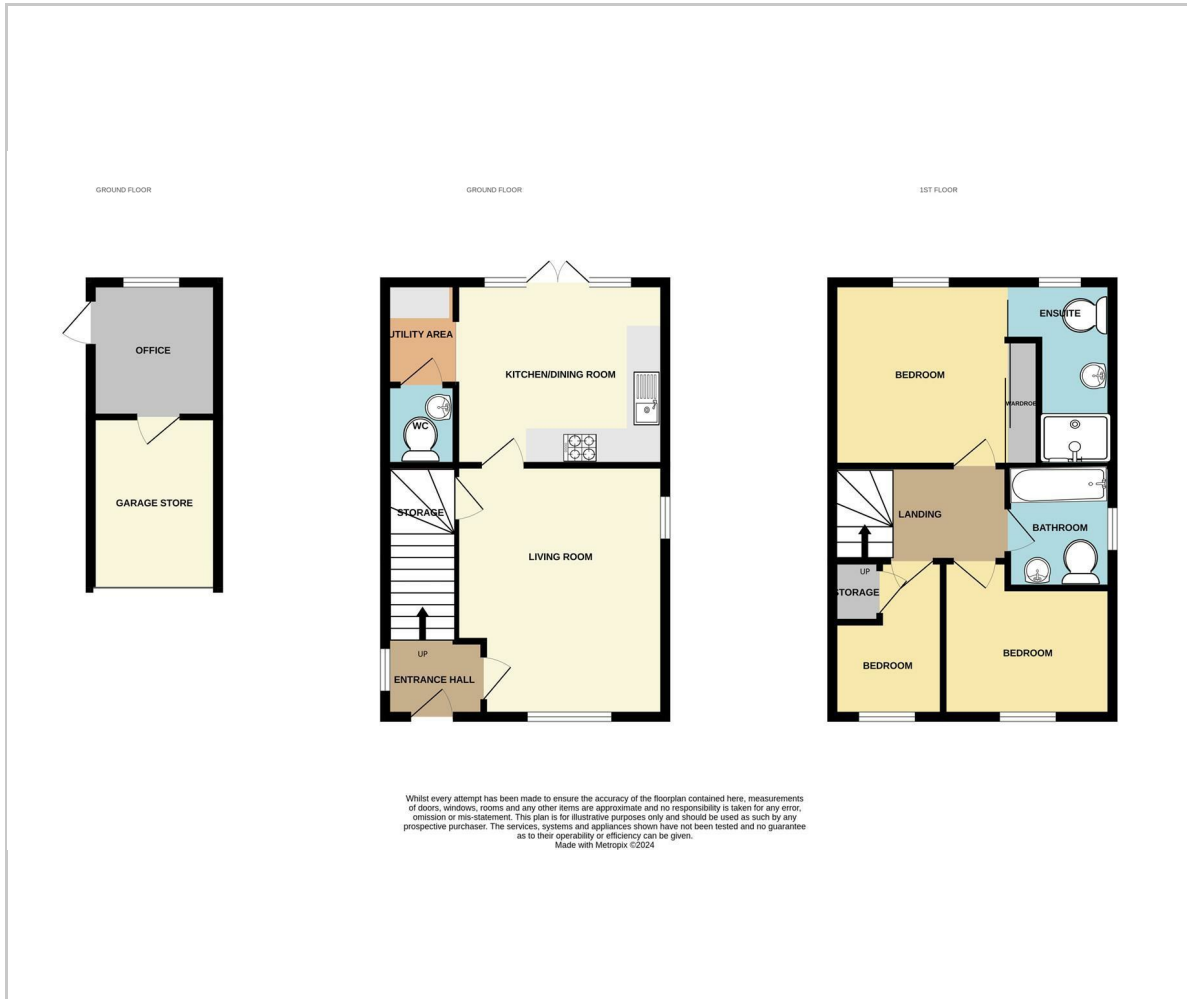 GROUND FLOOR
OFFICE
GARAGE STORE
GROUND FLOOR
UTILITY AREA
KITCHEN/DINING ROOM
WC
STORAGE
LIVING ROOM
UP
ENTRANCE HALL
1ST FLOOR
ENSUITE
BEDROOM
WARDROBE
LANDING
BATHROOM
UP
STORAGE
BEDROOM
BEDROOM
Whilst every attempt has been made to ensure the accuracy of the floorplan contained here, measurements
of doors, windows, rooms and any other items are approximate and no responsibility is taken for any error,
omission or mis-statement. This plan is for illustrative purposes only and should be used as such by any
prospective purchaser. The services, systems and appliances shown have not been tested and no guarantee
as to their operability or efficiency can be given.
Made with Metropix ©2024